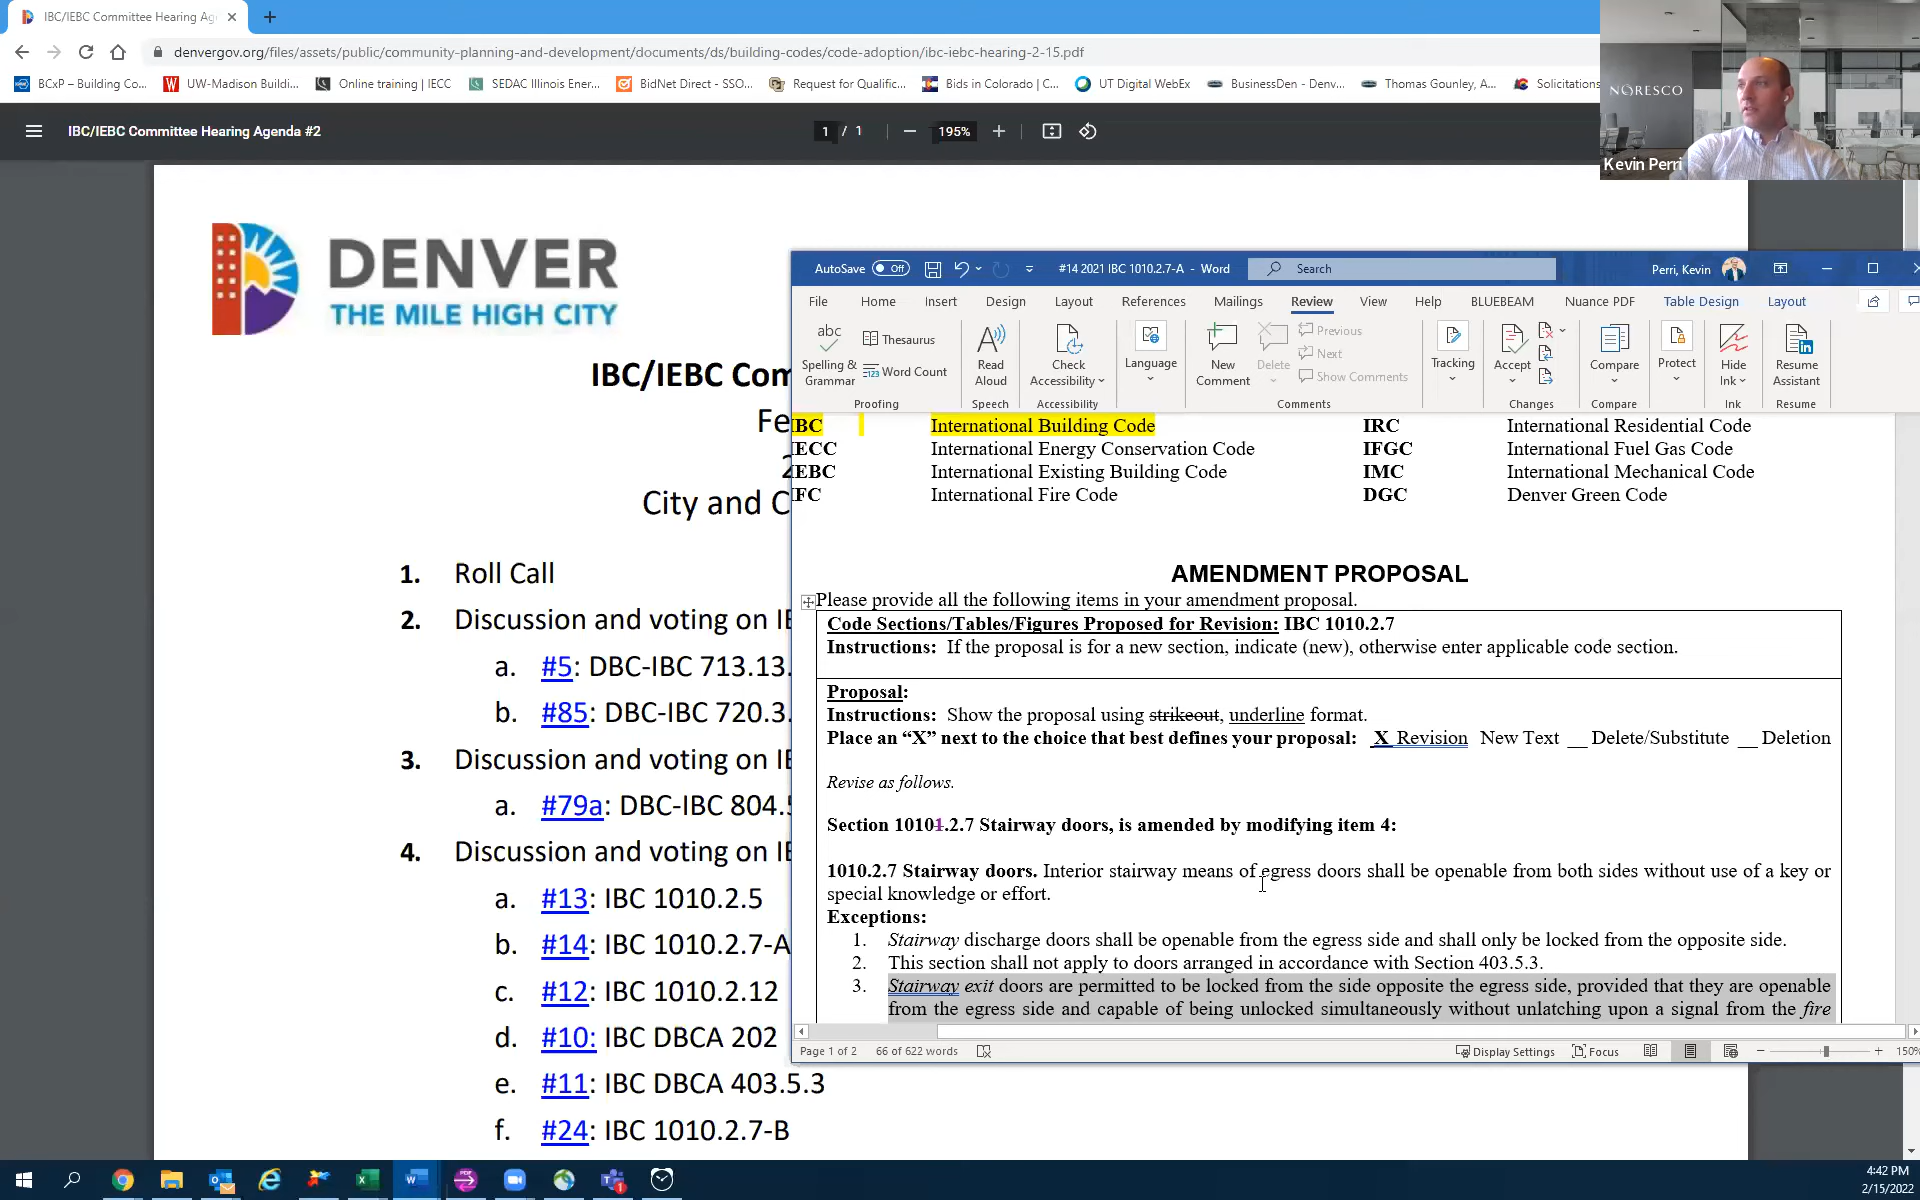 IBC/IEBC Committee Hearing Ag
denvergov.org/files/assets/public/community-planning-and-development/documents/ds/building-codes/code-adoption/ibc-iebc-hearing-2-15.pdf
BCxP – Building Co... UW-Madison Buildi... Online training | IECC SEDAC Illinois Ener... BidNet Direct - SSO... Request for Qualific... Bids in Colorado | C... UT Digital WebEx BusinessDen - Denv... Thomas Gounley, A... Solicitations
NORESCO
Kevin Perri
IBC/IEBC Committee Hearing Agenda #2
1 / 1 195%
DENVER
THE MILE HIGH CITY
IBC/IEBC Com
Fe
2
City and C
1. Roll Call
2. Discussion and voting on IE
a. #5: DBC-IBC 713.13.
b. #85: DBC-IBC 720.3.
3. Discussion and voting on IE
a. #79a: DBC-IBC 804.5
4. Discussion and voting on IE
a. #13: IBC 1010.2.5
b. #14: IBC 1010.2.7-A
c. #12: IBC 1010.2.12
d. #10: IBC DBCA 202
e. #11: IBC DBCA 403.5.3
f. #24: IBC 1010.2.7-B
AutoSave Off #14 2021 IBC 1010.2.7-A - Word Search Perri, Kevin
File Home Insert Design Layout References Mailings Review View Help BLUEBEAM Nuance PDF Table Design Layout
abc Spelling & Grammar
Thesaurus
Word Count
Proofing
Read Aloud
Speech
Check Accessibility
Accessibility
Language
New Comment
Delete
Previous
Next
Show Comments
Comments
Tracking
Accept
Changes
Compare
Compare
Protect
Hide Ink
Ink
Resume Assistant
Resume
IBC International Building Code IRC International Residential Code
IECC International Energy Conservation Code IFGC International Fuel Gas Code
IEBC International Existing Building Code IMC International Mechanical Code
IFC International Fire Code DGC Denver Green Code
AMENDMENT PROPOSAL
Please provide all the following items in your amendment proposal.
Code Sections/Tables/Figures Proposed for Revision: IBC 1010.2.7
Instructions: If the proposal is for a new section, indicate (new), otherwise enter applicable code section.
Proposal:
Instructions: Show the proposal using strikeout, underline format.
Place an “X” next to the choice that best defines your proposal: X Revision New Text __ Delete/Substitute __ Deletion
Revise as follows.
Section 10101.2.7 Stairway doors, is amended by modifying item 4:
1010.2.7 Stairway doors. Interior stairway means of egress doors shall be openable from both sides without use of a key or
special knowledge or effort.
Exceptions:
1. Stairway discharge doors shall be openable from the egress side and shall only be locked from the opposite side.
2. This section shall not apply to doors arranged in accordance with Section 403.5.3.
3. Stairway exit doors are permitted to be locked from the side opposite the egress side, provided that they are openable
from the egress side and capable of being unlocked simultaneously without unlatching upon a signal from the fire
Page 1 of 2 66 of 622 words Display Settings Focus 150%
4:42 PM
2/15/2022